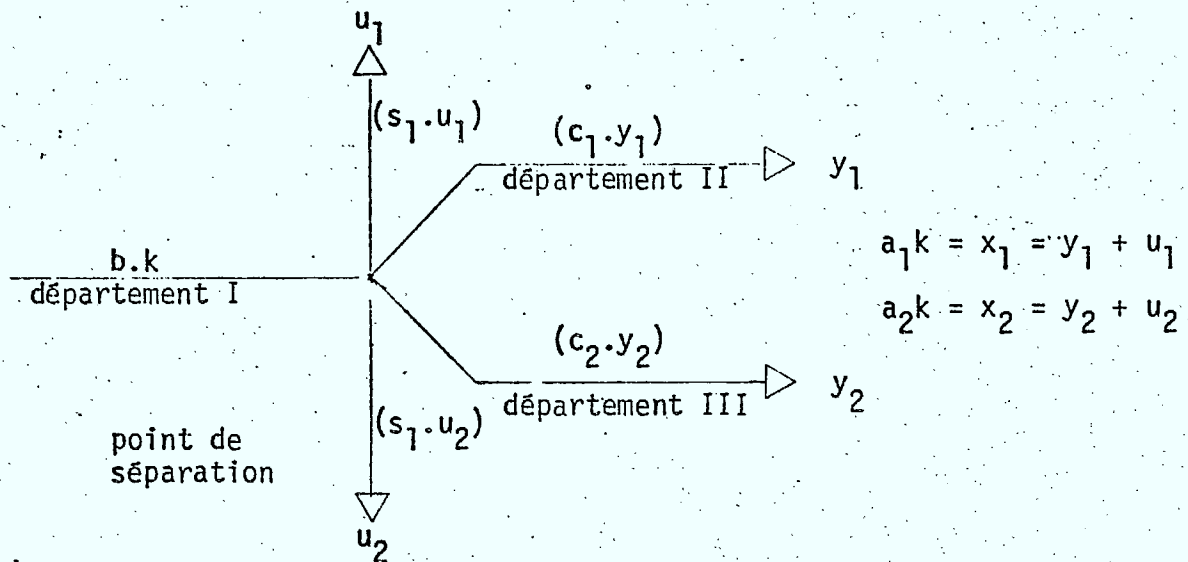 u₁
(s₁.u₁)
(c₁.y₁)
département II
y₁
b.k
département I
a₁k = x₁ = y₁ + u₁
a₂k = x₂ = y₂ + u₂
(c₂.y₂)
département III
y₂
(s₁.u₂)
point de
séparation
u₂